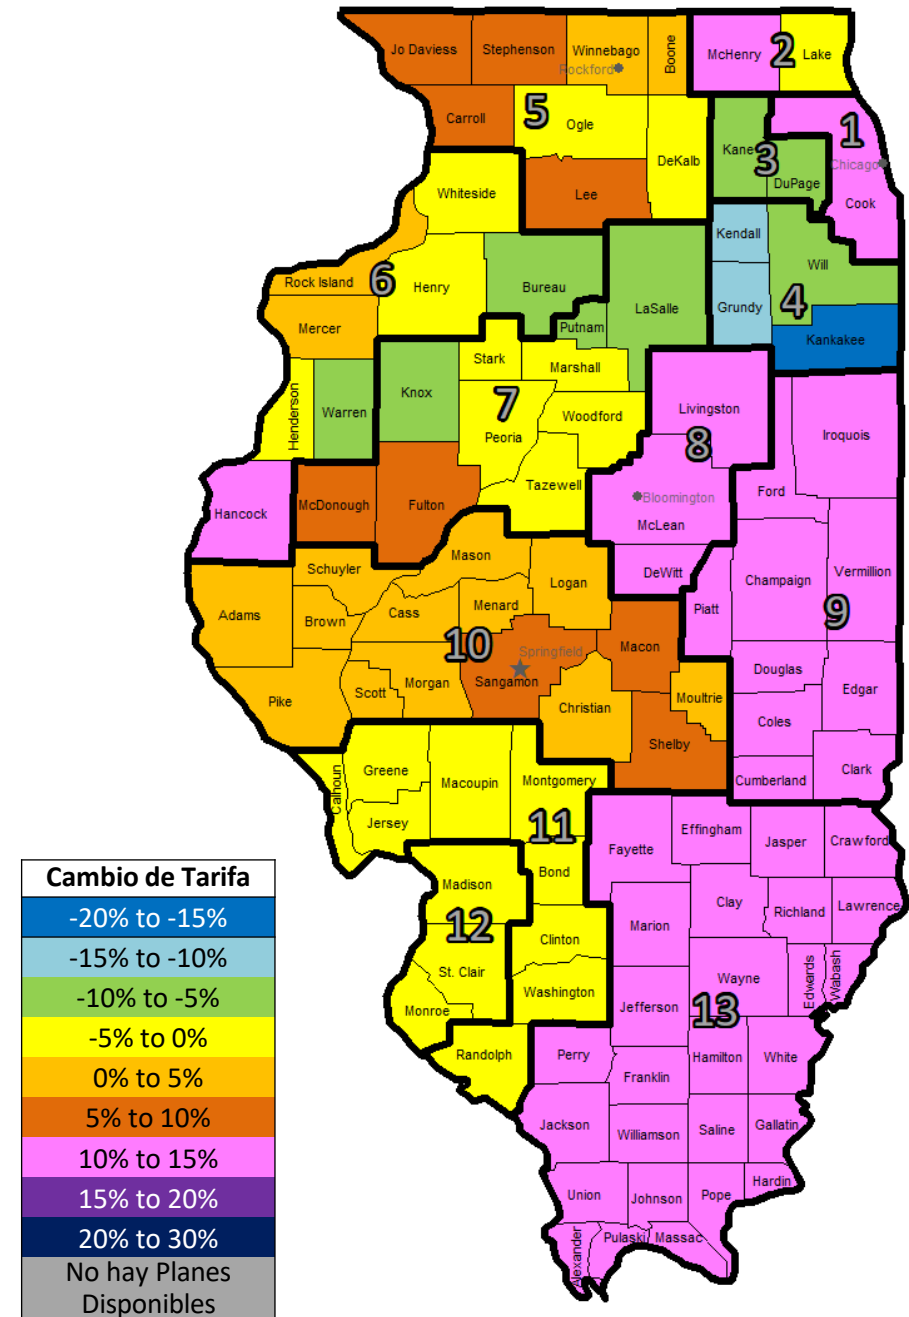 Jo Daviess
Stephenson
Winnebago
Boone
Rockford
McHenry
2
Lake
Carroll
5
Ogle
DeKalb
Kane
3
DuPage
1
Chicago
Cook
Whiteside
Lee
Kendall
Will
Rock Island
6
Henry
Bureau
Putnam
LaSalle
Grundy
4
Kankakee
Mercer
Stark
Marshall
Henderson
Warren
Knox
7
Peoria
Woodford
Tazewell
Livingston
8
Iroquois
Ford
Bloomington
McLean
Hancock
McDonough
Fulton
DeWitt
Piatt
Champaign
Vermillion
9
Schuyler
Mason
Logan
Adams
Brown
Cass
Menard
10
Springfield
Sangamon
Macon
Pike
Scott
Morgan
Christian
Moultrie
Shelby
Douglas
Edgar
Coles
Cumberland
Clark
Calhoun
Greene
Jersey
Macoupin
Montgomery
11
Bond
Fayette
Effingham
Jasper
Crawford
Madison
12
St. Clair
Monroe
Clinton
Washington
Randolph
Marion
Clay
Richland
Lawrence
Wayne
Edwards
Wabash
Jefferson
13
Perry
Franklin
Hamilton
White
Jackson
Williamson
Saline
Gallatin
Union
Johnson
Pope
Hardin
Alexander
Pulaski
Massac
Cambio de Tarifa
-20% to -15%
-15% to -10%
-10% to -5%
-5% to 0%
0% to 5%
5% to 10%
10% to 15%
15% to 20%
20% to 30%
No hay Planes
Disponibles